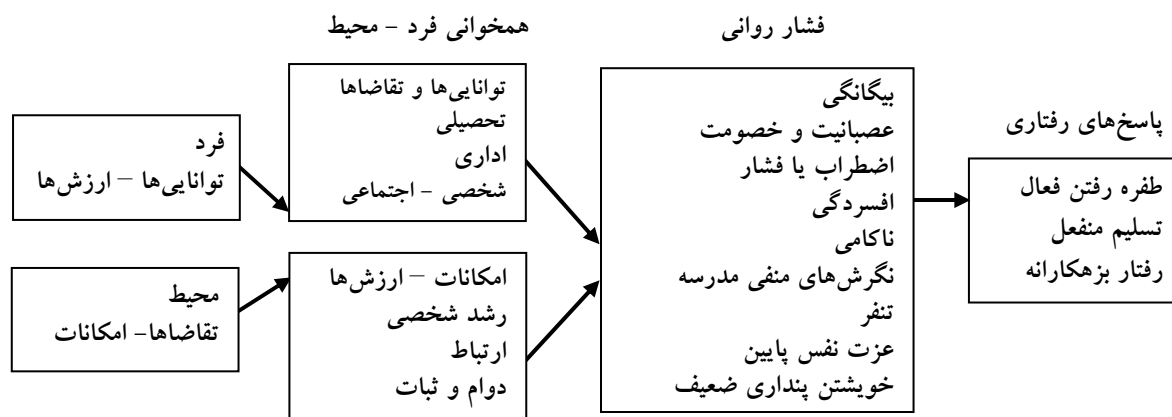 همخوانی فرد - محیط
فشار روانی
پاسخ‌های رفتاری
فرد
توانایی‌ها – ارزش‌ها
محیط
تقاضاها- امکانات
توانایی‌ها و تقاضاها
تحصیلی
اداری
شخصی - اجتماعی
امکانات – ارزش‌ها
رشد شخصی
ارتباط
دوام و ثبات
بیگانگی
عصبانیت و خصومت
اضطراب یا فشار
افسردگی
ناکامی
نگرش‌های منفی مدرسه
تنفر
عزت نفس پایین
خویشتن پنداری ضعیف
طفره رفتن فعال
تسلیم منفعل
رفتار بزهکارانه